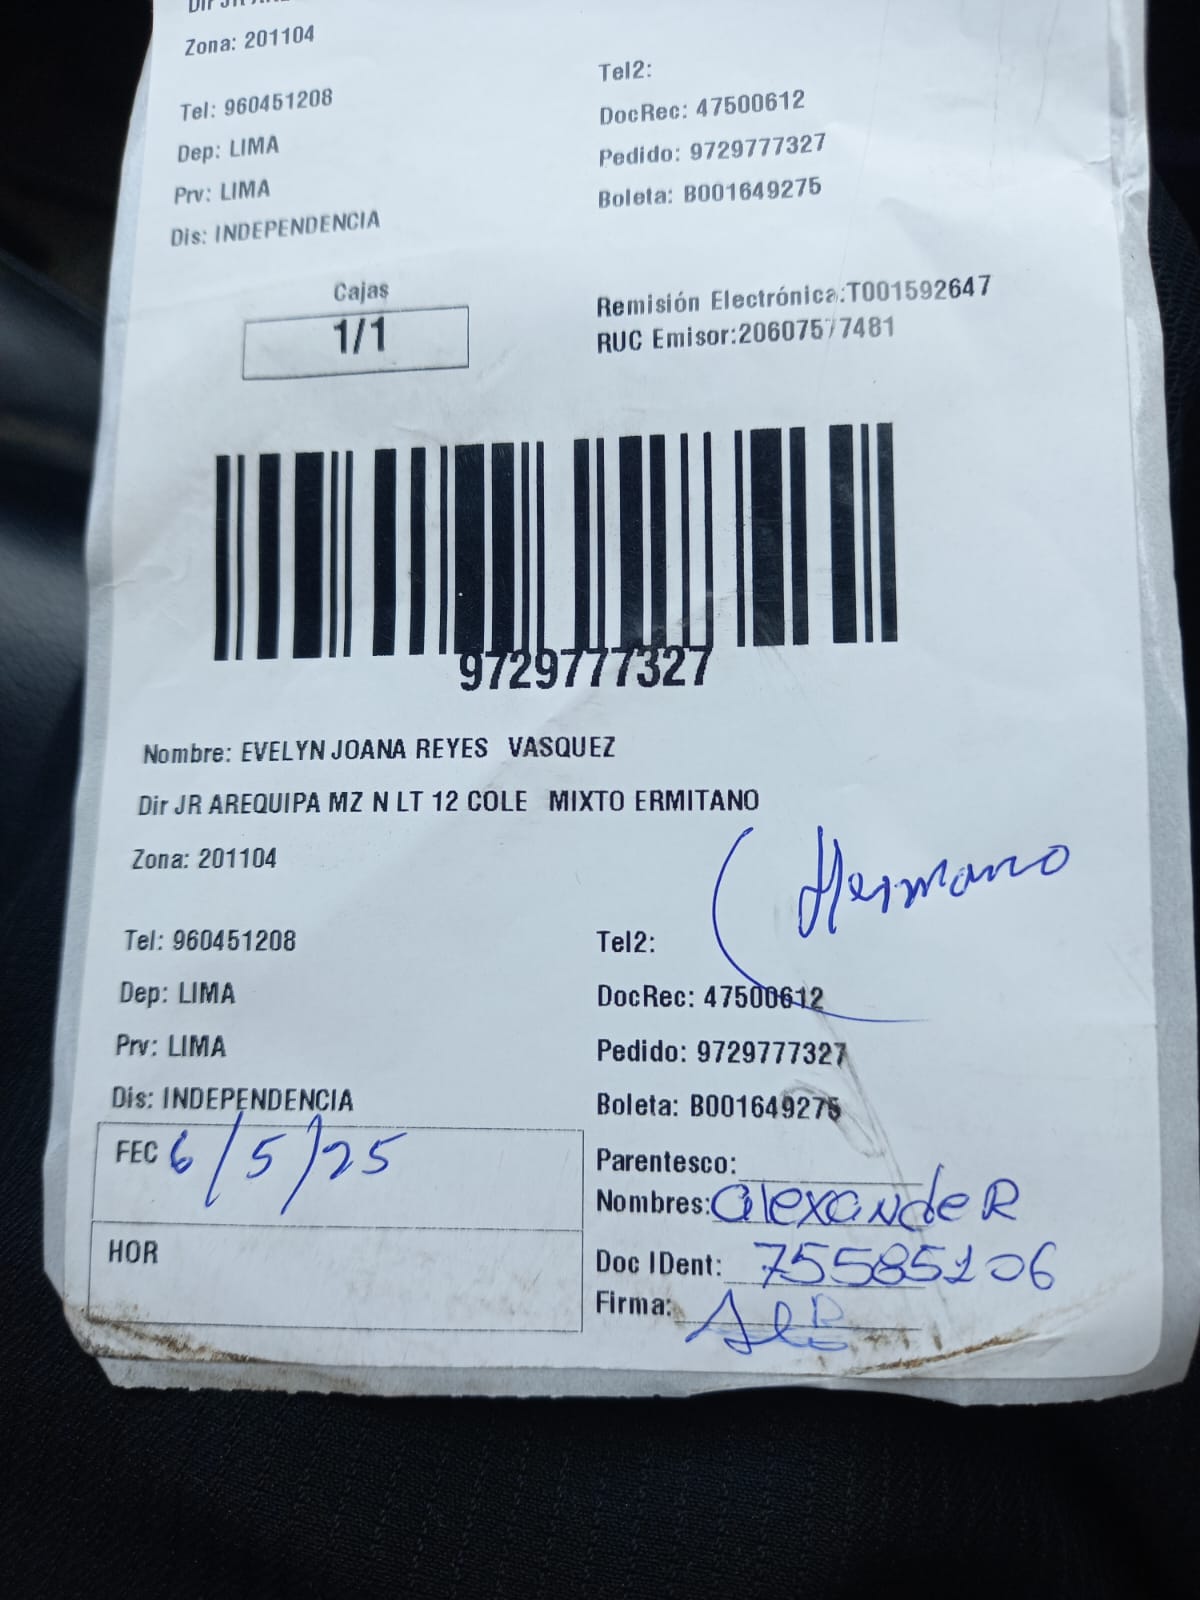 Zona: 201104
Tel2:
Tel: 960451208
DocRec: 47500612
Dep: LIMA
Pedido: 9729777327
Prv: LIMA
Boleta: B001649275
Dis: INDEPENDENCIA
Cajas
1/1
Remisión Electrónica:T001592647
RUC Emisor:20607577481
9729777327
Nombre: EVELYN JOANA REYES VASQUEZ
Dir JR AREQUIPA MZ N LT 12 COLE MIXTO ERMITANO
Zona: 201104
(Hermano
Tel: 960451208
Tel2:
Dep: LIMA
DocRec: 47500612
Prv: LIMA
Pedido: 9729777327
Dis: INDEPENDENCIA
Boleta: B001649275
FEC 6/5/25
Parentesco:
Nombres: alexandeR
HOR
Doc IDent: 75585206
Firma: